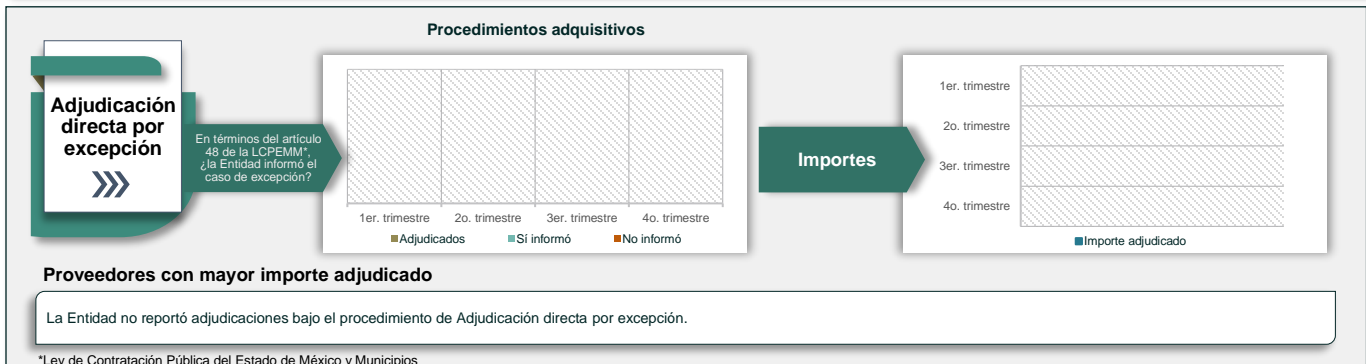 Procedimientos adquisitivos
Adjudicación
directa por
excepción
En términos del artículo
48 de la LCPEMM*,
¿la Entidad informó el
caso de excepción?
1er. trimestre
2o. trimestre
3er. trimestre
4o. trimestre
Adjudicados
Sí informó
No informó
Importes
1er. trimestre
2o. trimestre
3er. trimestre
4o. trimestre
Importe adjudicado
Proveedores con mayor importe adjudicado
La Entidad no reportó adjudicaciones bajo el procedimiento de Adjudicación directa por excepción.
*Ley de Contratación Pública del Estado de México y Municipios